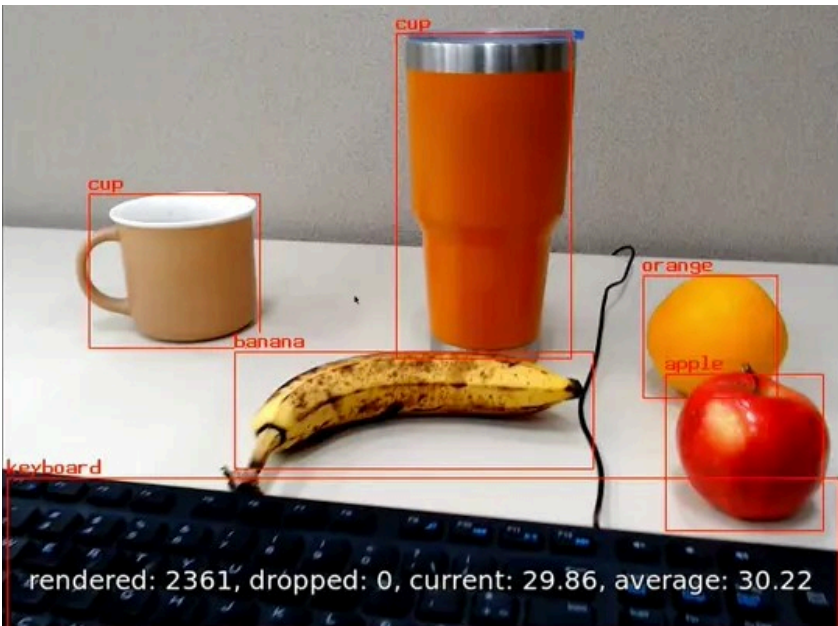 cup
cup
orange
banana
apple
keyboard
rendered: 2361, dropped: 0, current: 29.86, average: 30.22